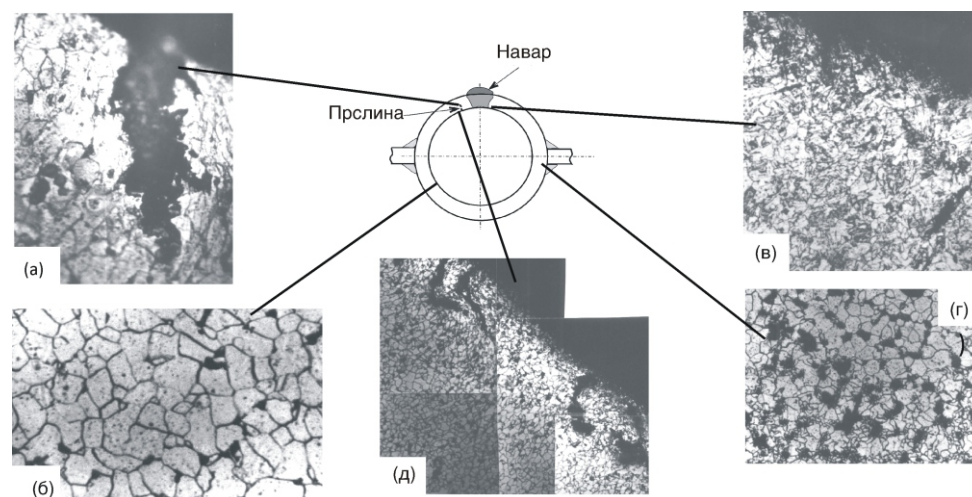 Навар
Прслина
(а)
(в)
(г)
(б)
(д)